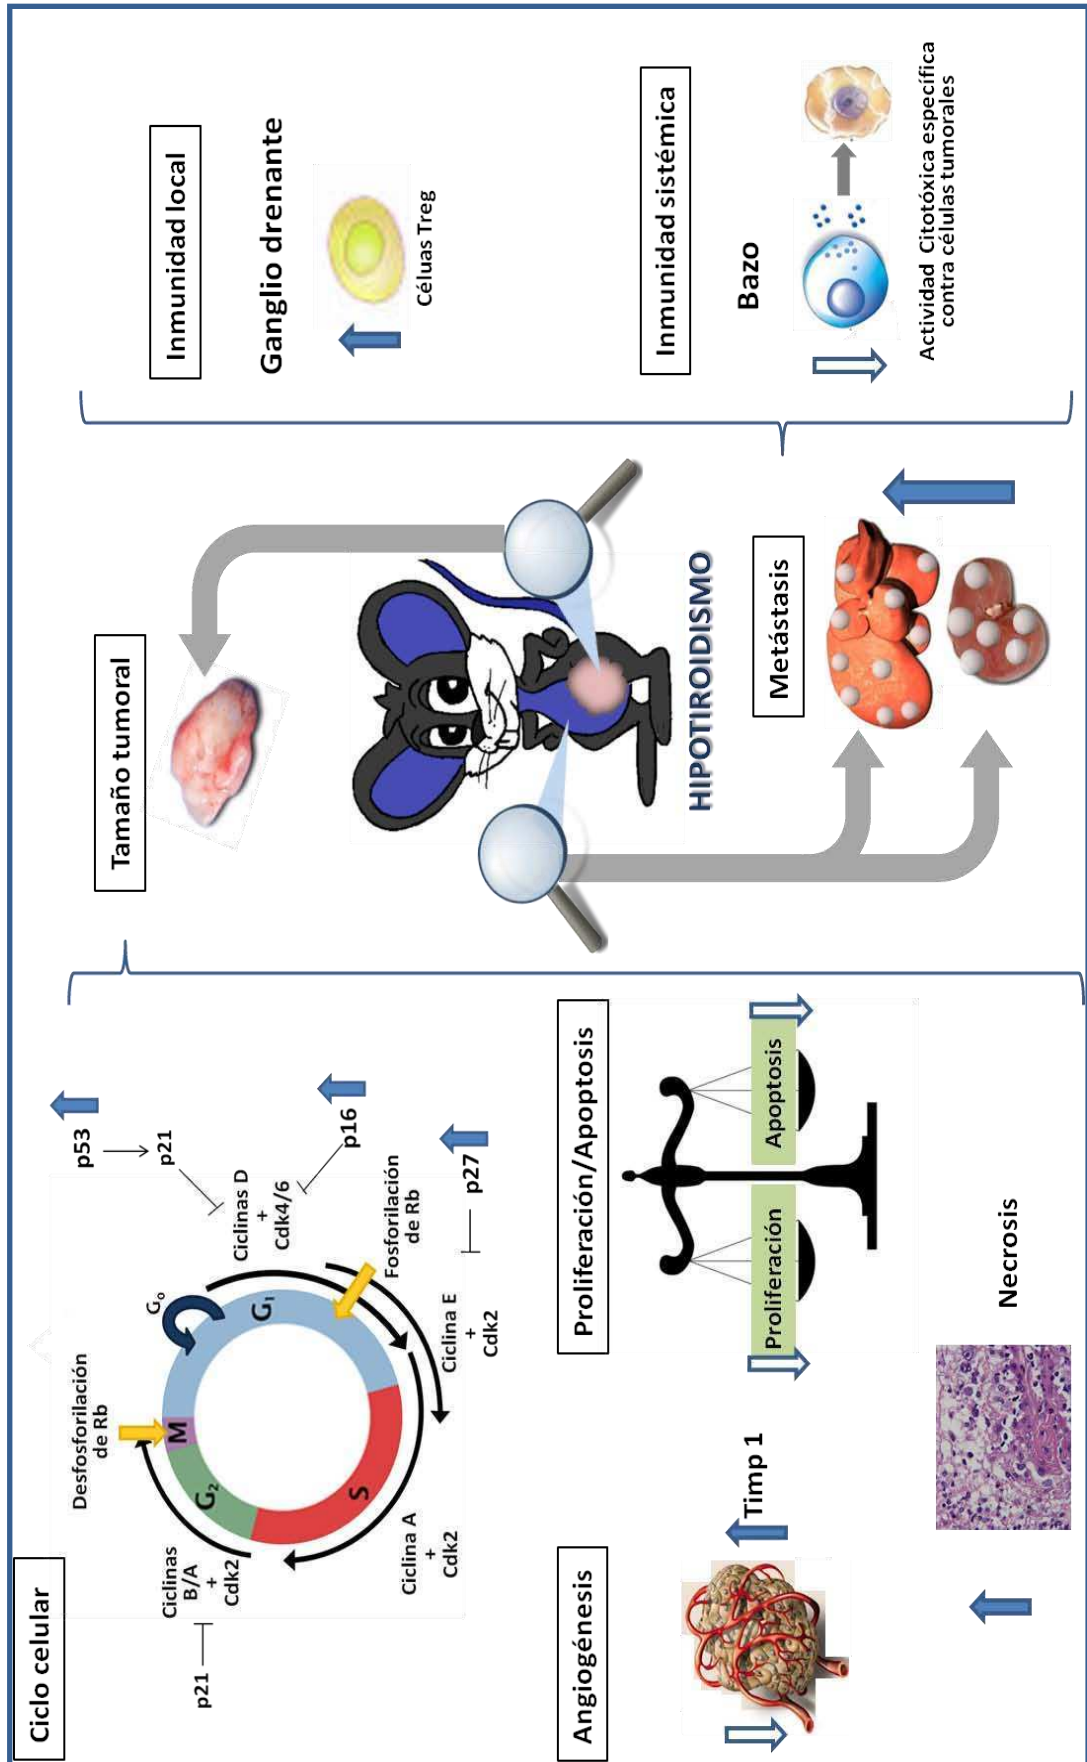 Ciclo celular
Desfosforilación
de Rb
G₀
M
G₁
G₂
S
Ciclinas
B/A
+
Cdk2
p21
Ciclina A
+
Cdk2
Ciclina E
+
Cdk2
Fosforilación
de Rb
Ciclinas D
+
Cdk4/6
p53
p21
p16
p27
Angiogénesis
Timp 1
Proliferación/Apoptosis
Proliferación
Apoptosis
Necrosis
Tamaño tumoral
HIPOTIROIDISMO
Metástasis
Inmunidad local
Ganglio drenante
Céluas Treg
Inmunidad sistémica
Bazo
Actividad Citotóxica específica
contra células tumorales